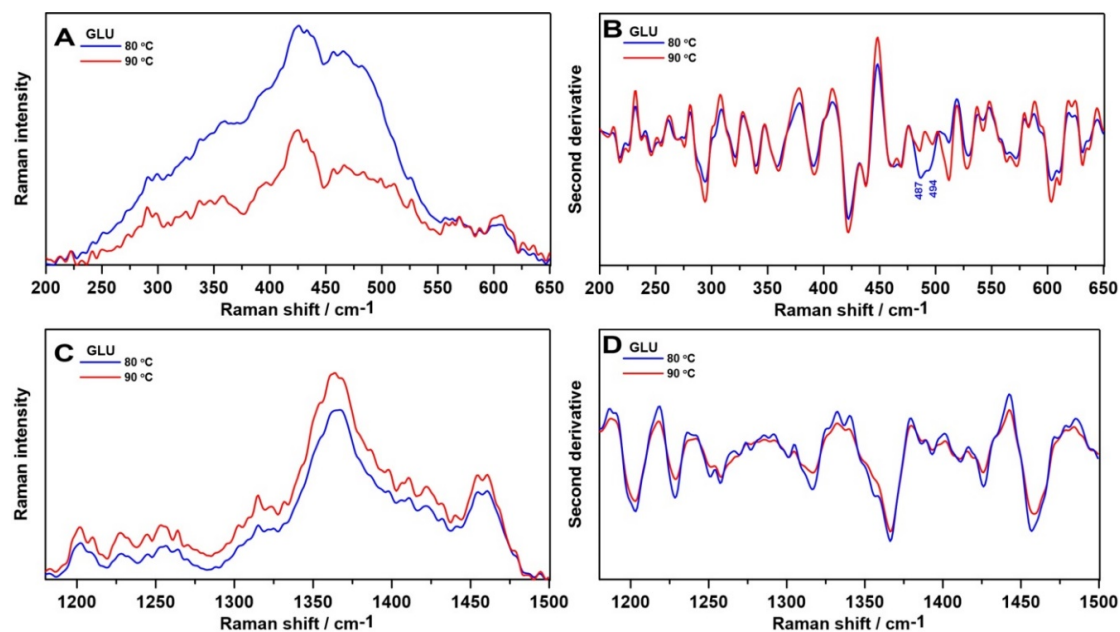 A
GLU
80 °C
90 °C
Raman intensity
200 250 300 350 400 450 500 550 600 650
Raman shift / cm-1
B
GLU
80 °C
90 °C
Second derivative
487 494
200 250 300 350 400 450 500 550 600 650
Raman shift / cm-1
C
GLU
80 °C
90 °C
Raman intensity
1200 1250 1300 1350 1400 1450 1500
Raman shift / cm-1
D
GLU
80 °C
90 °C
Second derivative
1200 1250 1300 1350 1400 1450 1500
Raman shift / cm-1